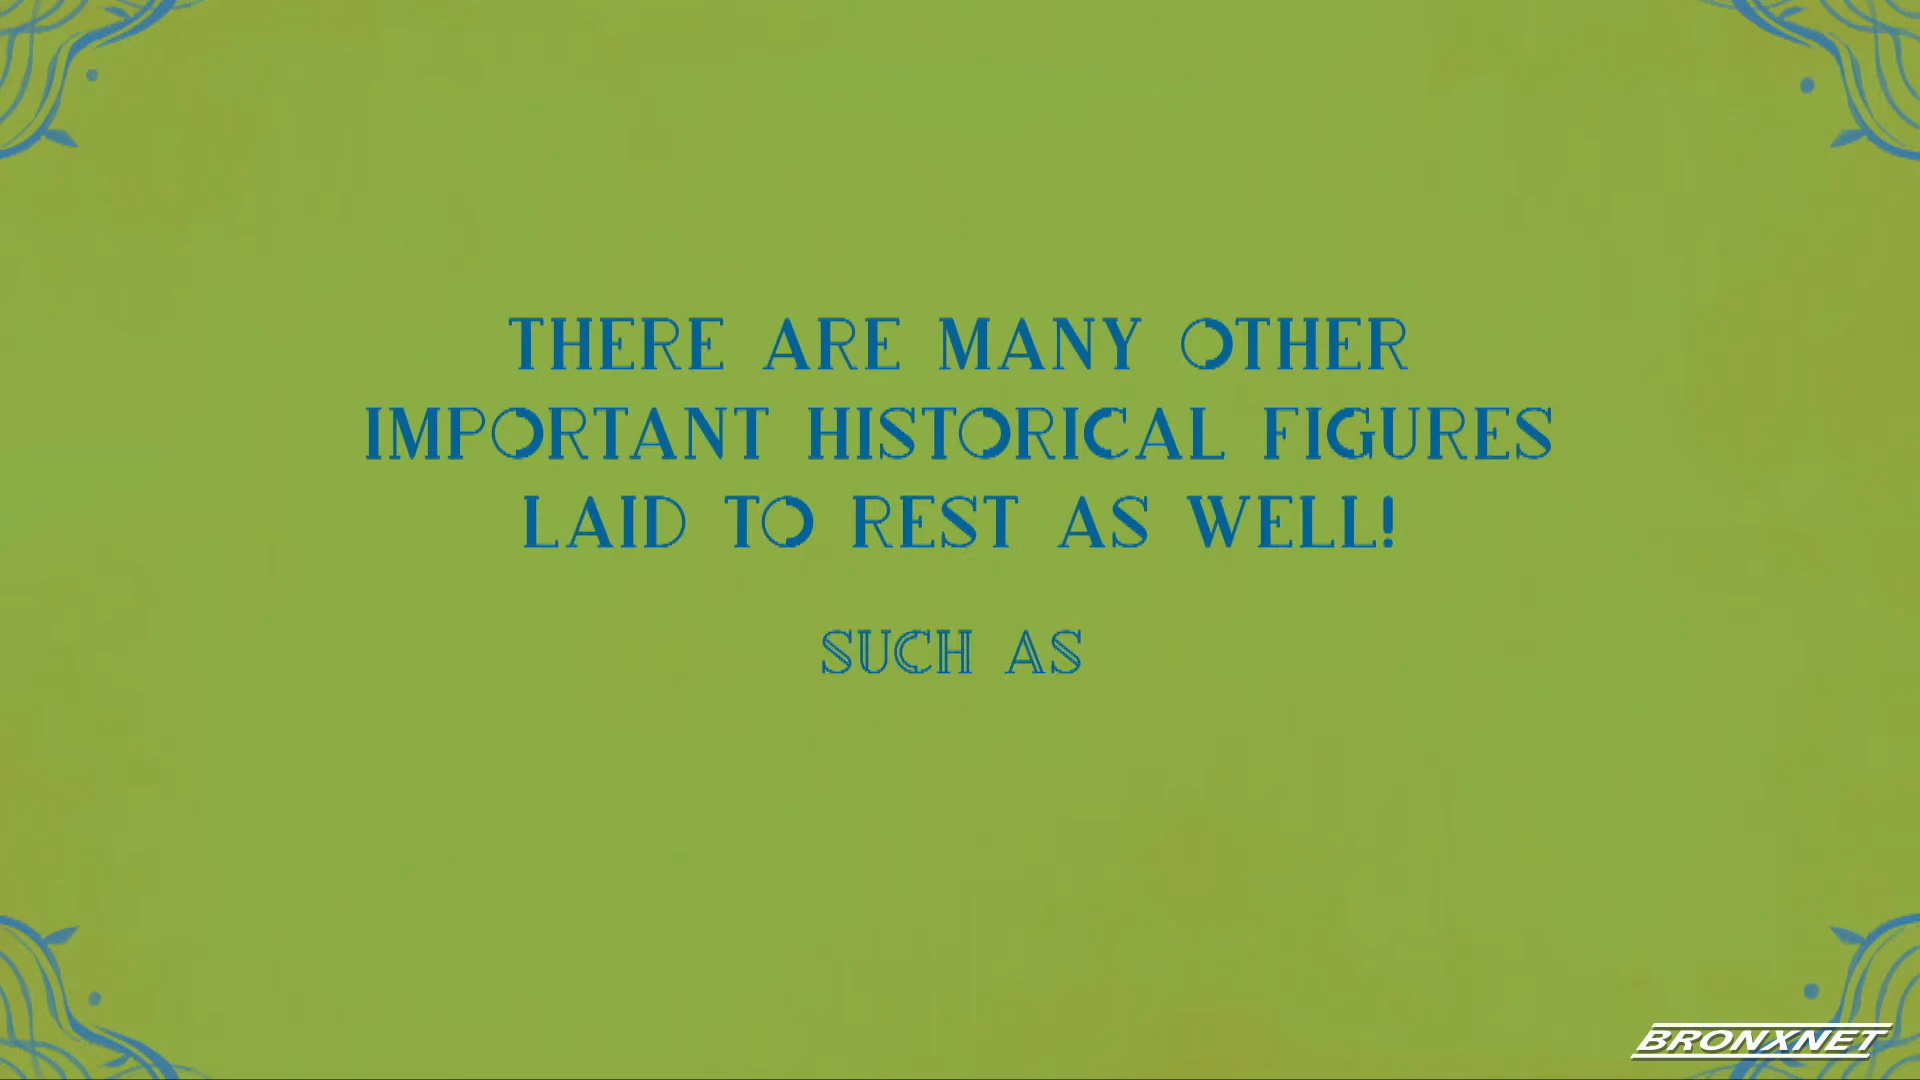 THERE ARE MANY OTHER
IMPORTANT HISTORICAL FIGURES
LAID TO REST AS WELL!
SUCH AS
BRONXNET